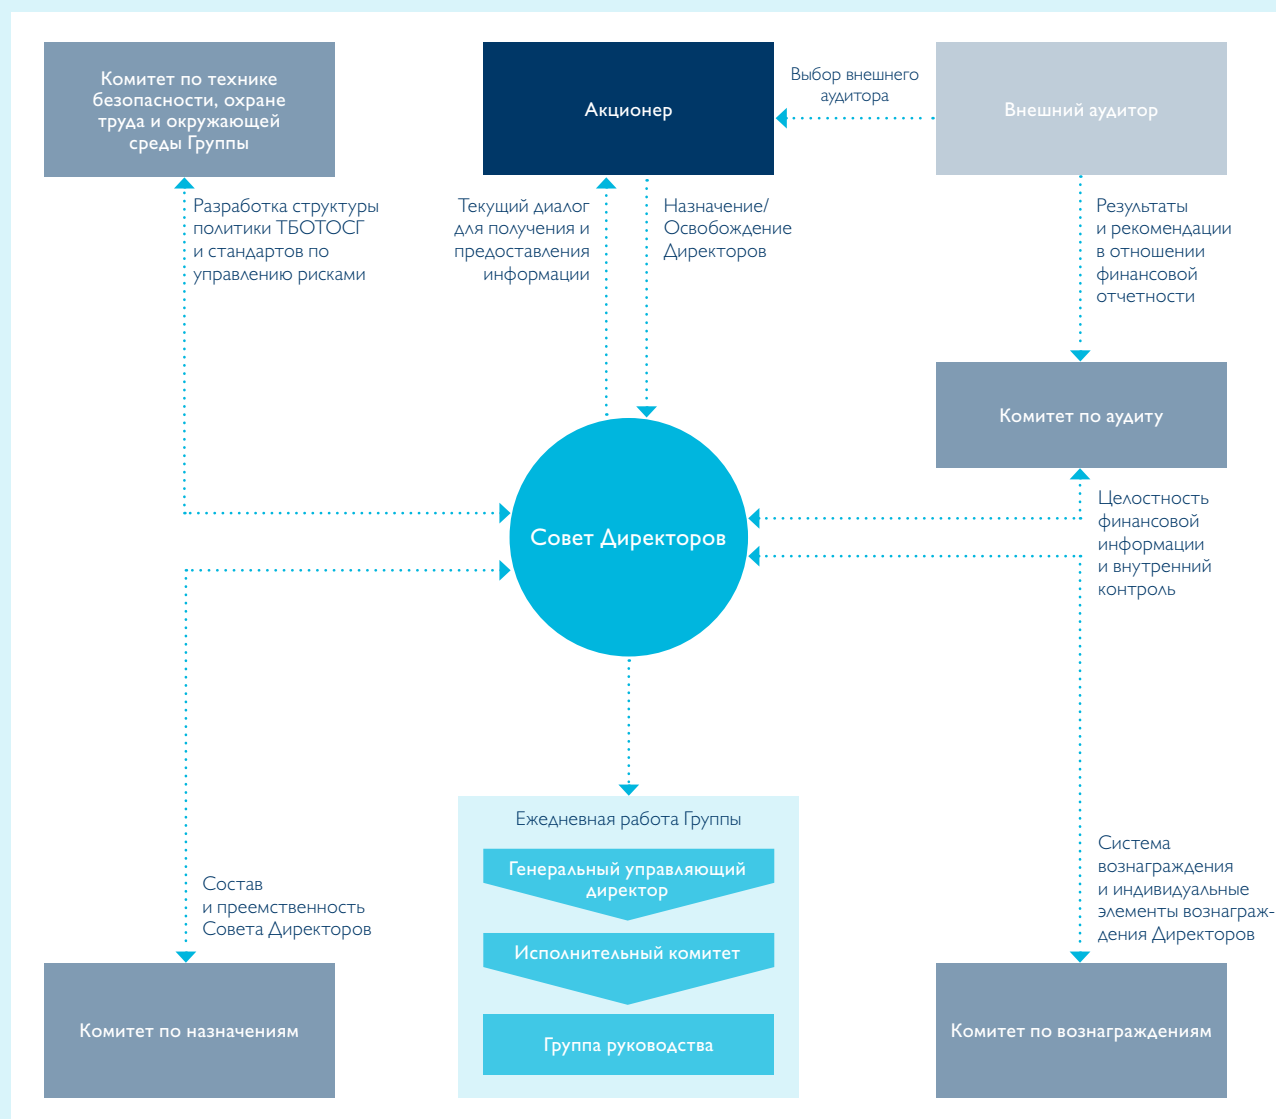 Комитет по технике
безопасности, охране
труда и окружающей
среды Группы
Акционер
Выбор внешнего
аудитора
Внешний аудитор
Разработка структуры
политики ТБОТОСГ
и стандартов по
управлению рисками
Текущий диалог
для получения и
предоставления
информации
Назначение/
Освобождение
Директоров
Результаты
и рекомендации
в отношении
финансовой
отчетности
Комитет по аудиту
Целостность
финансовой
информации
и внутренний
контроль
Совет Директоров
Состав
и преемственность
Совета Директоров
Комитет по назначениям
Ежедневная работа Группы
Генеральный управляющий
директор
Исполнительный комитет
Группа руководства
Система
вознаграждения
и индивидуальные
элементы вознаграж-
дения Директоров
Комитет по вознаграждениям